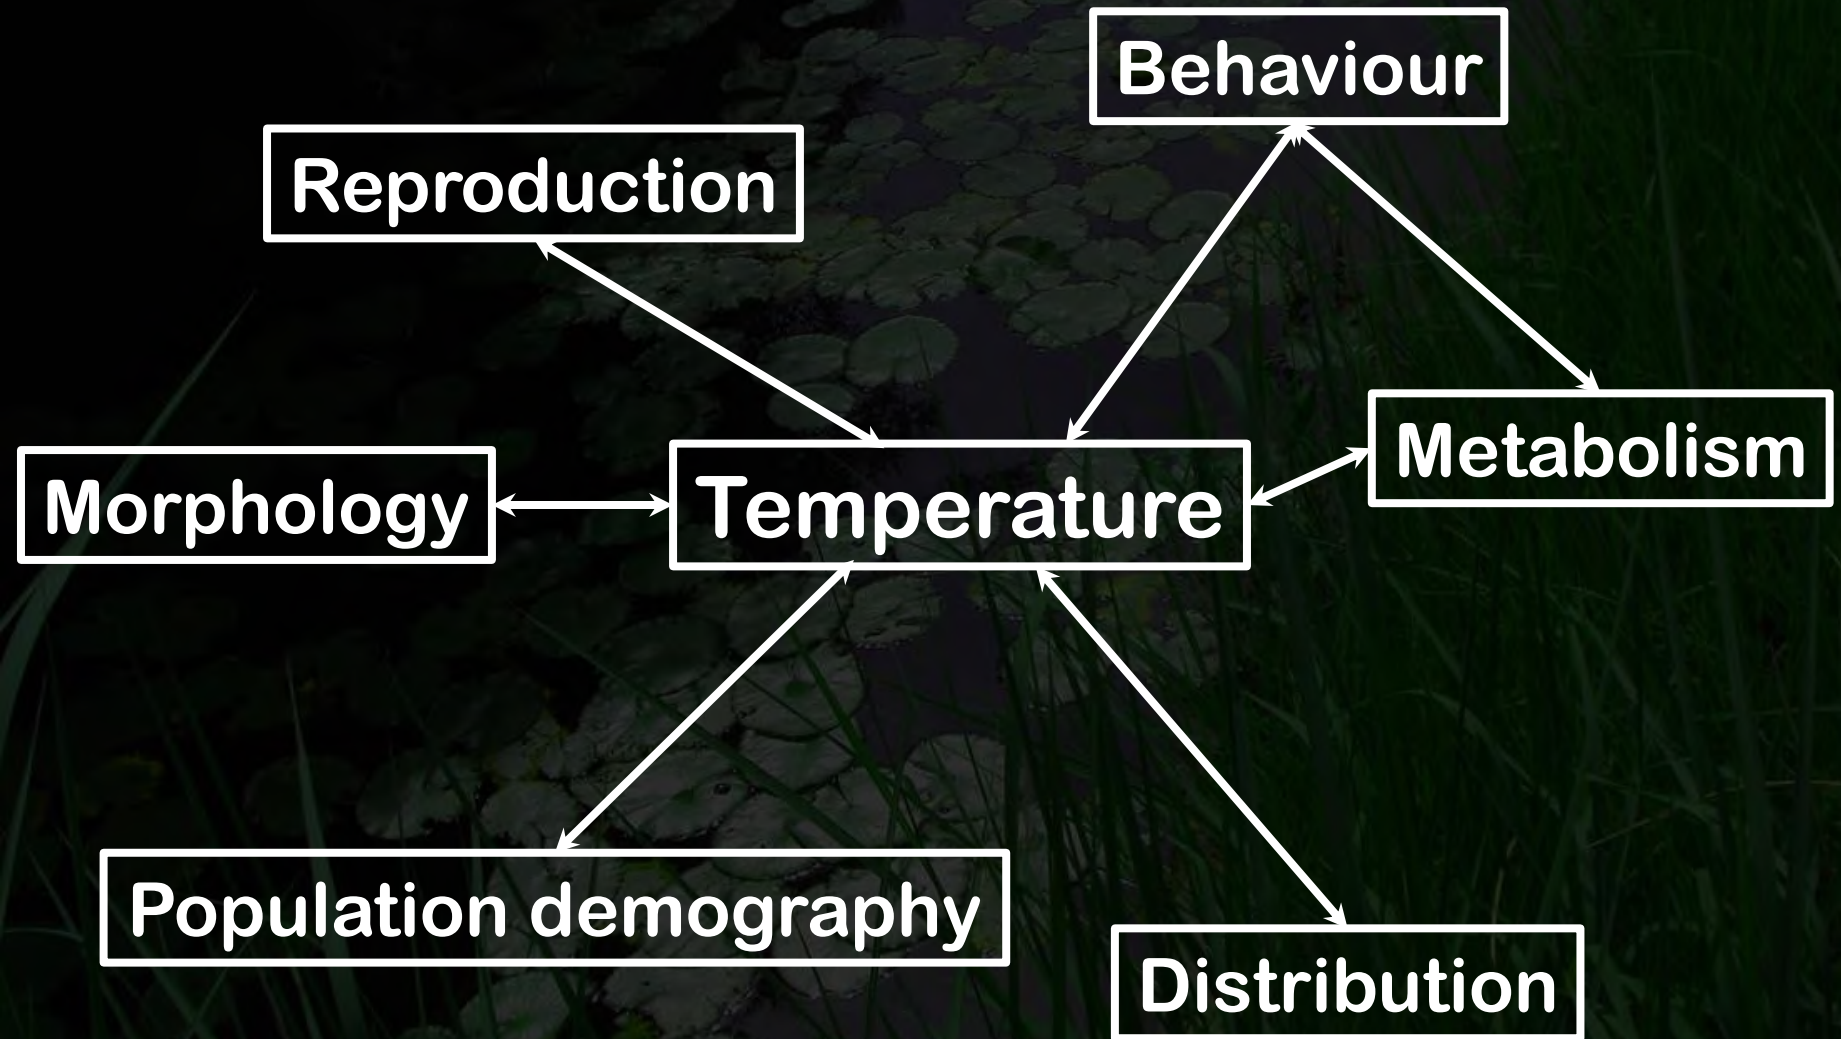 Behaviour
Reproduction
Metabolism
Morphology
Temperature
Population demography
Distribution